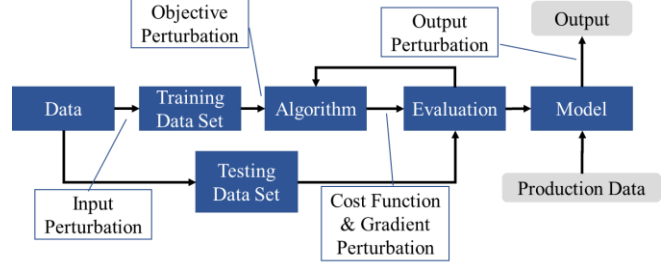 Objective
Perturbation
Output
Perturbation
Output
Data
Training
Data Set
Algorithm
Evaluation
Model
Testing
Data Set
Input
Perturbation
Cost Function
& Gradient
Perturbation
Production Data